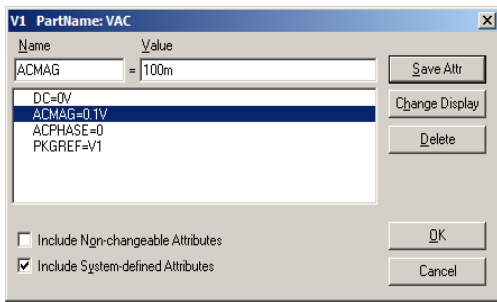 V1 PartName: VAC
Name Value
ACMAG = 100m
Save Attr
DC=0V
Change Display
ACMAG=0.1V
ACPHASE=0
Delete
PKGREF=V1
Include Non-changeable Attributes
OK
Include System-defined Attributes
Cancel